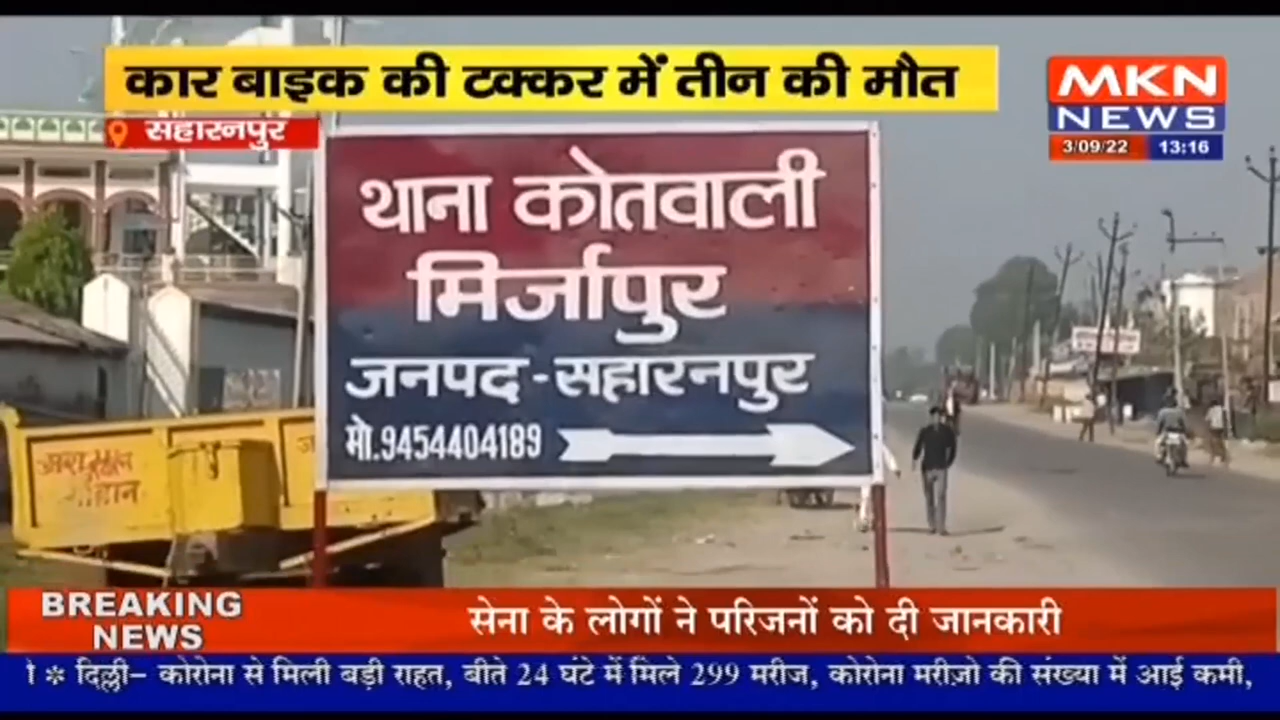 कार बाइक की टक्कर में तीन की मौत
सहारनपुर
MKN
NEWS
3/09/22 13:16
थाना कोतवाली
मिर्जापुर
जनपद-सहारनपुर
मो.9454404189
BREAKING
NEWS
सेना के लोगों ने परिजनों को दी जानकारी
दिल्ली– कोरोना से मिली बड़ी राहत, बीते 24 घंटे में मिले 299 मरीज, कोरोना मरीज़ो की संख्या में आई कमी,